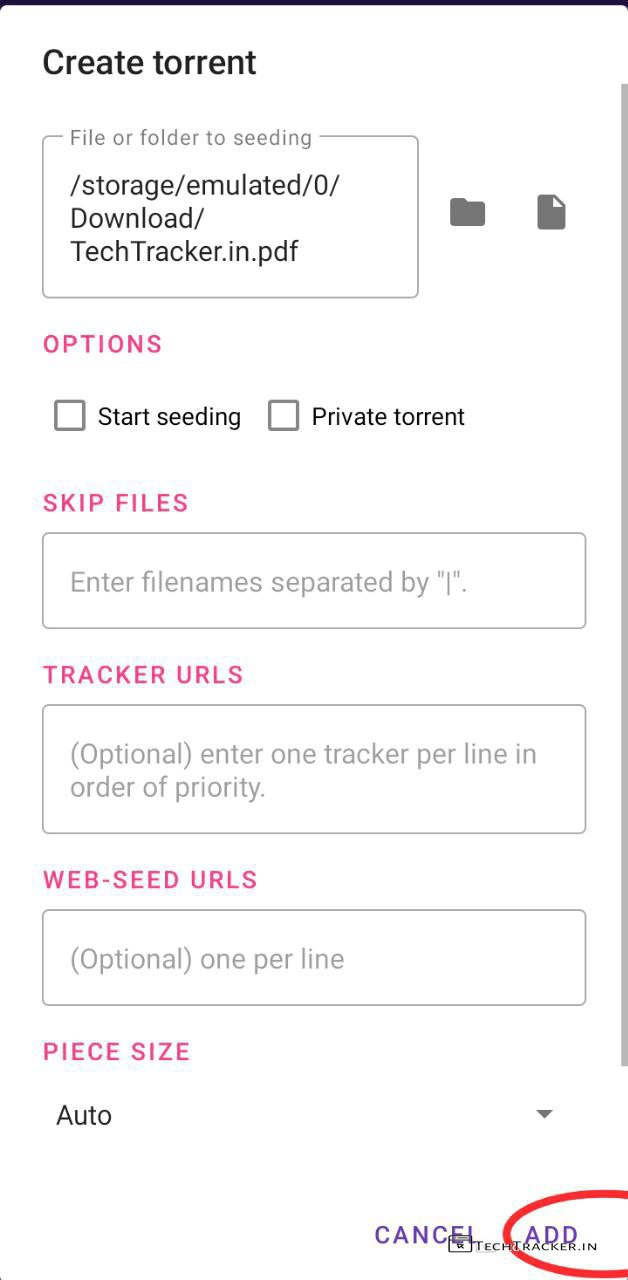 Create torrent
File or folder to seeding
/storage/emulated/0/
Download/
TechTracker.in.pdf
OPTIONS
Start seeding Private torrent
SKIP FILES
Enter filenames separated by "|".
TRACKER URLS
(Optional) enter one tracker per line in
order of priority.
WEB-SEED URLS
(Optional) one per line
PIECE SIZE
Auto
CANCEL ADD
TECHTRACKER.IN